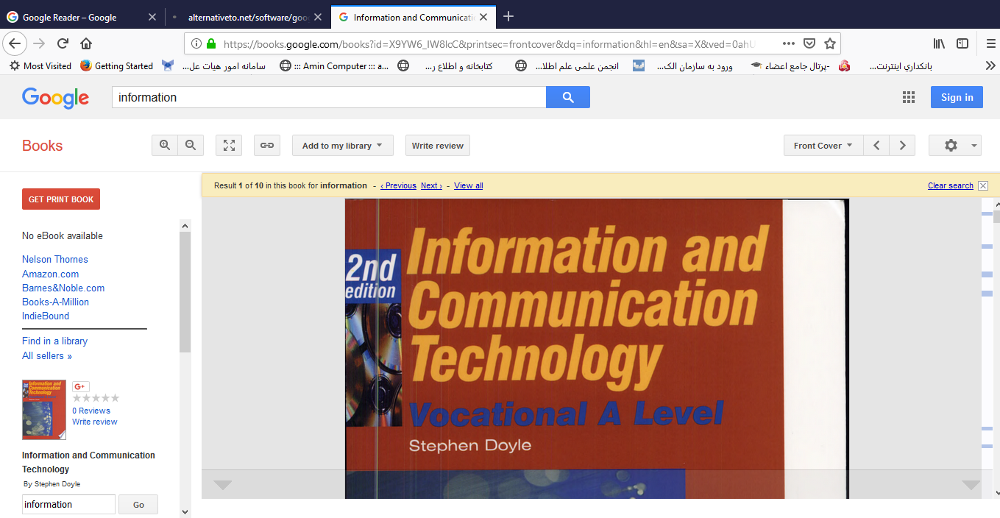 Google Reader – Google
alternativeto.net/software/goo
Information and Communicati
https://books.google.com/books?id=X9YW6_IW8lcC&printsec=frontcover&dq=information&hl=en&sa=X&ved=0ahU
Most Visited
Getting Started
سامانه امور هیات عل...
::: Amin Computer ::: a...
کتابخانه و اطلاع ر...
انجمن علمی علم اطلا...
ورود به سازمان الک...
-پرتال جامع اعضاء
بانکداري اینترنت...
Google
information
Sign in
Books
Add to my library
Write review
Front Cover
GET PRINT BOOK
Result 1 of 10 in this book for information - ‹ Previous Next › - View all
Clear search
No eBook available
Nelson Thornes
Amazon.com
Barnes&Noble.com
Books-A-Million
IndieBound
Find in a library
All sellers »
G+
0 Reviews
Write review
Information and Communication
Technology
By Stephen Doyle
information
Go
2nd
edition
Information and
Communication
Technology
Vocational A Level
Stephen Doyle